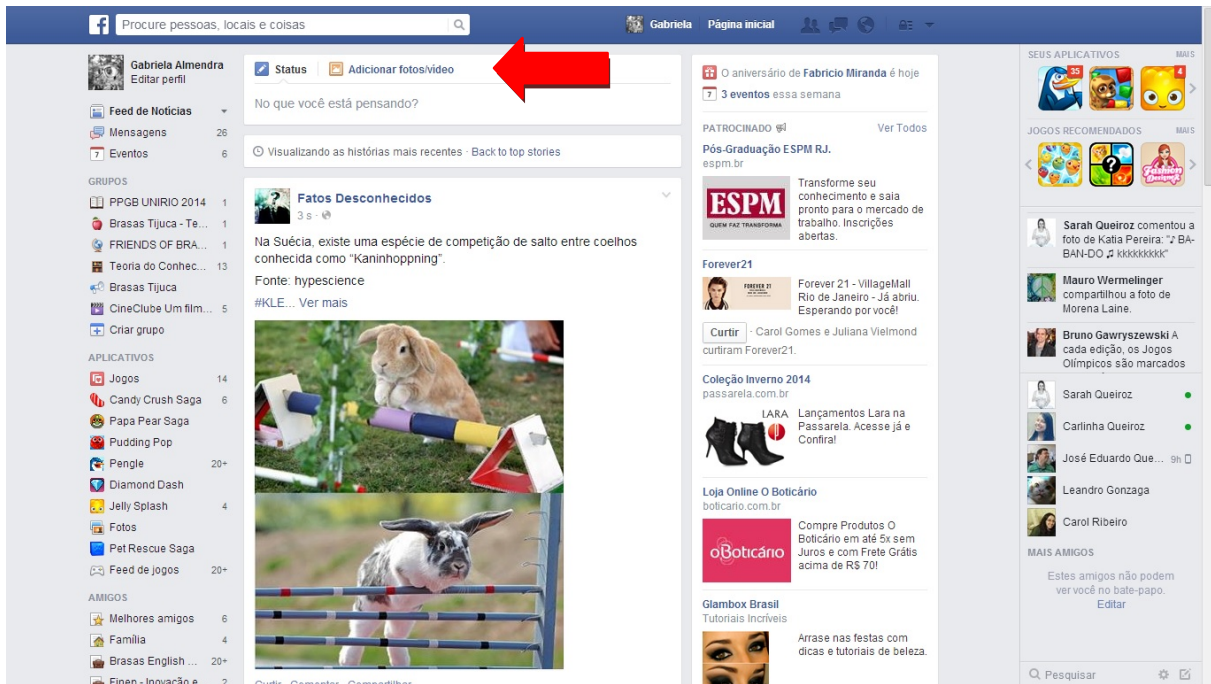 Procure pessoas, locais e coisas
Gabriela
Página inicial
Gabriela Almendra
Editar perfil
Feed de Notícias
Mensagens 26
Eventos 6
GRUPOS
PPGB UNIRIO 2014 1
Brasas Tijuca - Te... 1
FRIENDS OF BRA... 1
Teoria do Conhec... 13
Brasas Tijuca
CineClube Um film... 5
Criar grupo
APLICATIVOS
Jogos 14
Candy Crush Saga 6
Papa Pear Saga
Pudding Pop
Pengle 20+
Diamond Dash
Jelly Splash 4
Fotos
Pet Rescue Saga
Feed de jogos 20+
AMIGOS
Melhores amigos 6
Família 4
Brasas English ... 20+
Finep - Inovação e ... 2
Status
Adicionar fotos/vídeo
No que você está pensando?
Visualizando as histórias mais recentes · Back to top stories
Fatos Desconhecidos
3 s ·
Na Suécia, existe uma espécie de competição de salto entre coelhos
conhecida como “Kaninhoppning”.
Fonte: hypescience
#KLE... Ver mais
Curtir · Comentar · Compartilhar
O aniversário de Fabricio Miranda é hoje
7 3 eventos essa semana
PATROCINADO
Ver Todos
Pós-Graduação ESPM RJ.
espm.br
ESPM
QUEM FAZ TRANSFORMA
Transforme seu
conhecimento e saia
pronto para o mercado de
trabalho. Inscrições
abertas.
Forever21
FOREVER 21
Forever 21 - VillageMall
Rio de Janeiro - Já abriu.
Esperando por você!
Curtir · Carol Gomes e Juliana Vielmond
curtiram Forever21.
Coleção Inverno 2014
passarela.com.br
LARA
Lançamentos Lara na
Passarela. Acesse já e
Confira!
Loja Online O Boticário
boticario.com.br
oBoticário
Compre Produtos O
Boticário em até 5x sem
Juros e com Frete Grátis
acima de R$ 70!
Glambox Brasil
Tutoriais Incríveis
Arrase nas festas com
dicas e tutoriais de beleza.
SEUS APLICATIVOS
MAIS
35
4
JOGOS RECOMENDADOS
MAIS
Fashion
Designer
Sarah Queiroz comentou a
foto de Katia Pereira: "♪ BA-
BAN-DO ♫ kkkkkkkkk"
Mauro Wermelinger
compartilhou a foto de
Morena Laine.
Bruno Gawryszewski A
cada edição, os Jogos
Olímpicos são marcados
Sarah Queiroz
Carlinha Queiroz
José Eduardo Que... 9h
Leandro Gonzaga
Carol Ribeiro
MAIS AMIGOS
Estes amigos não podem
ver você no bate-papo.
Editar
Pesquisar